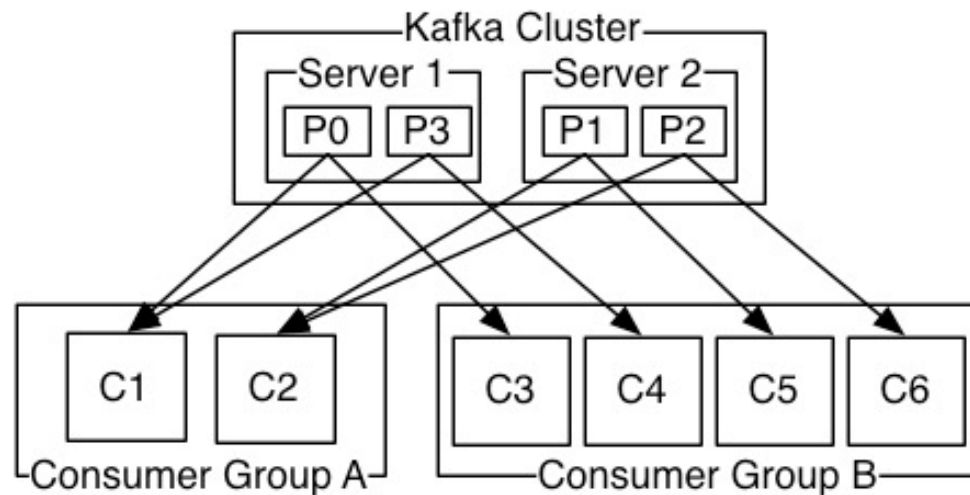 Kafka Cluster
Server 1
Server 2
P0
P3
P1
P2
C1
C2
C3
C4
C5
C6
Consumer Group A
Consumer Group B